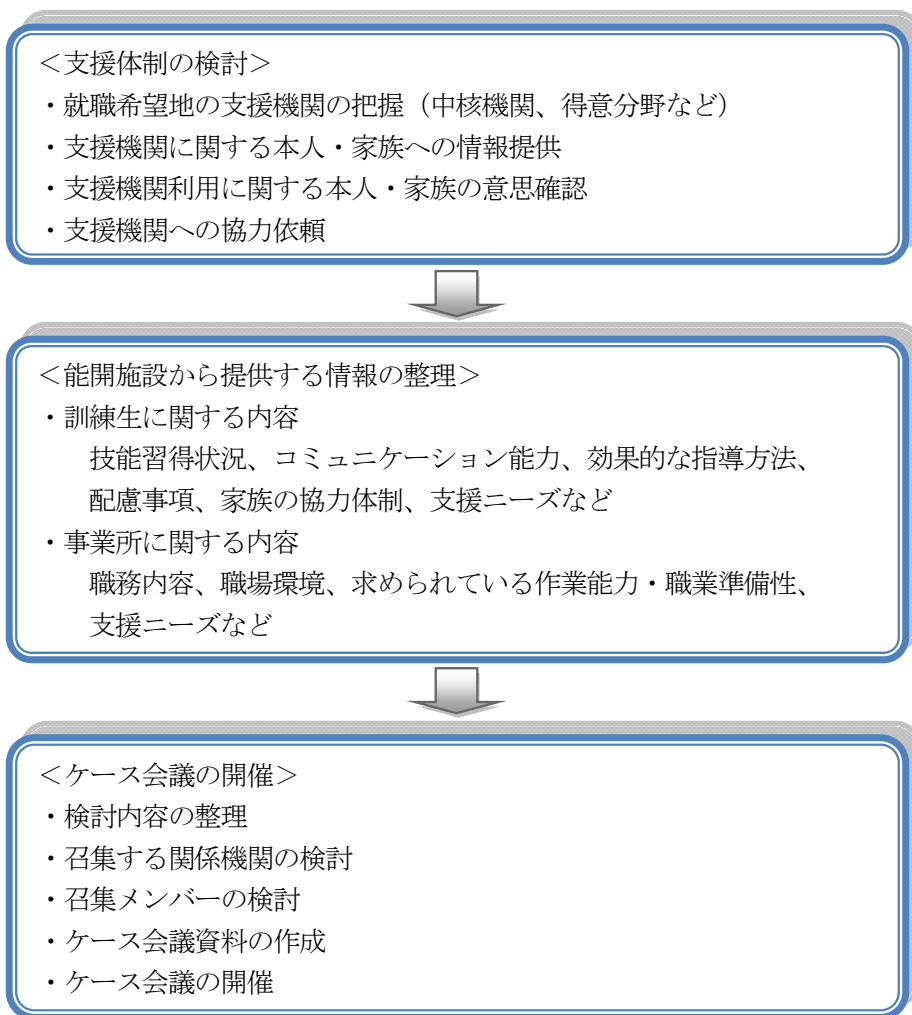 ＜支援体制の検討＞
・就職希望地の支援機関の把握（中核機関、得意分野など）
・支援機関に関する本人・家族への情報提供
・支援機関利用に関する本人・家族の意思確認
・支援機関への協力依頼
＜能開施設から提供する情報の整理＞
・訓練生に関する内容
技能習得状況、コミュニケーション能力、効果的な指導方法、
配慮事項、家族の協力体制、支援ニーズなど
・事業所に関する内容
職務内容、職場環境、求められている作業能力・職業準備性、
支援ニーズなど
＜ケース会議の開催＞
・検討内容の整理
・召集する関係機関の検討
・召集メンバーの検討
・ケース会議資料の作成
・ケース会議の開催